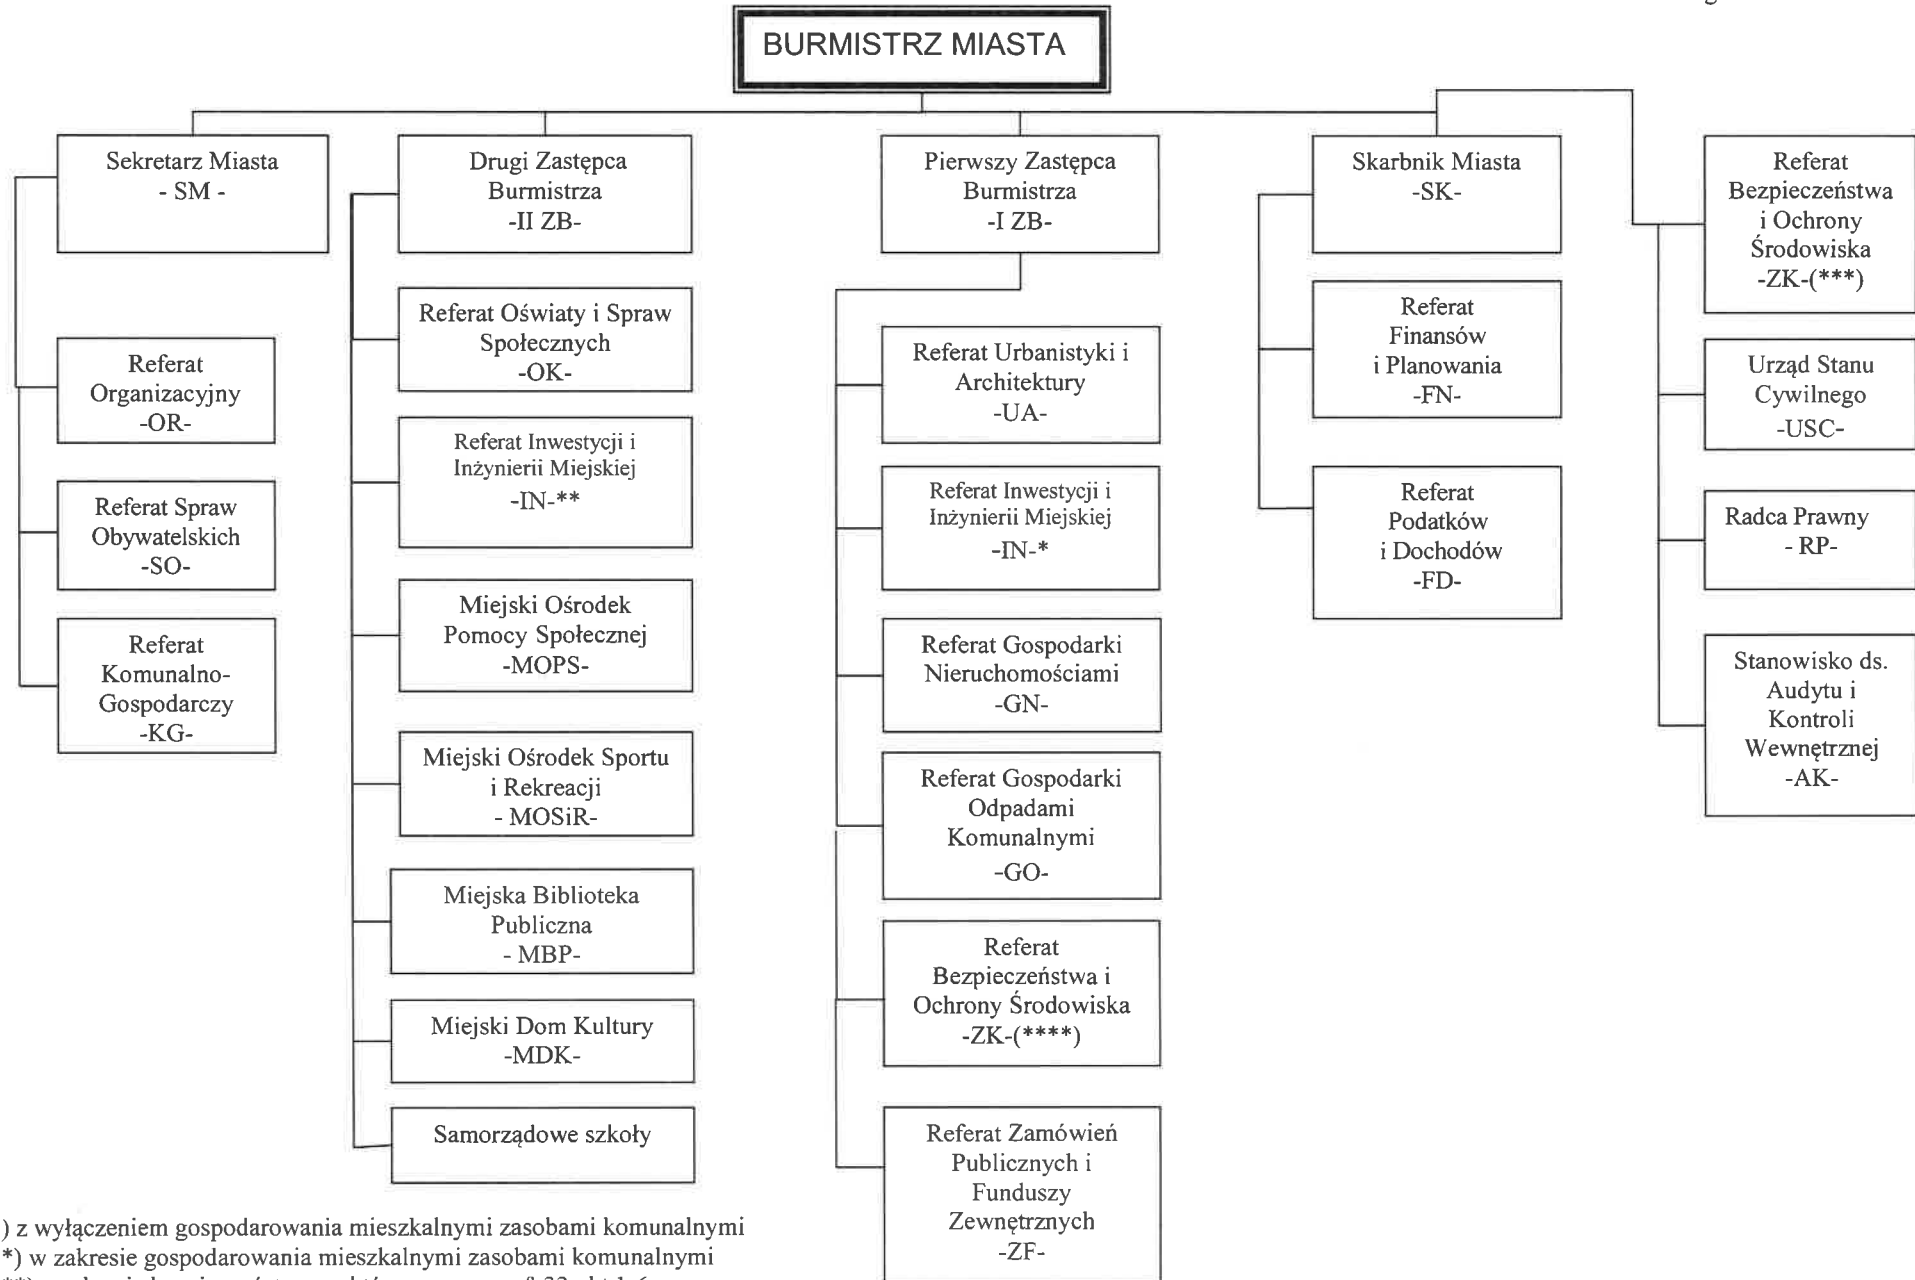 BURMISTRZ MIASTA
Sekretarz Miasta
- SM -
Referat
Organizacyjny
-OR-
Referat Spraw
Obywatelskich
-SO-
Referat
Komunalno-
Gospodarczy
-KG-
Drugi Zastępca
Burmistrza
-II ZB-
Referat Oświaty i Spraw
Społecznych
-OK-
Referat Inwestycji i
Inżynierii Miejskiej
-IN-**
Miejski Ośrodek
Pomocy Społecznej
-MOPS-
Miejski Ośrodek Sportu
i Rekreacji
- MOSiR-
Miejska Biblioteka
Publiczna
- MBP-
Miejski Dom Kultury
-MDK-
Samorządowe szkoły
Pierwszy Zastępca
Burmistrza
-I ZB-
Referat Urbanistyki i
Architektury
-UA-
Referat Inwestycji i
Inżynierii Miejskiej
-IN-*
Referat Gospodarki
Nieruchomościami
-GN-
Referat Gospodarki
Odpadami
Komunalnymi
-GO-
Referat
Bezpieczeństwa i
Ochrony Środowiska
-ZK-(****)
Referat Zamówień
Publicznych i
Funduszy
Zewnętrznych
-ZF-
Skarbnik Miasta
-SK-
Referat
Finansów
i Planowania
-FN-
Referat
Podatków
i Dochodów
-FD-
Referat
Bezpieczeństwa
i Ochrony
Środowiska
-ZK-(***)
Urząd Stanu
Cywilnego
-USC-
Radca Prawny
- RP-
Stanowisko ds.
Audytu i
Kontroli
Wewnętrznej
-AK-
) z wyłączeniem gospodarowania mieszkalnymi zasobami komunalnymi
*) w zakresie gospodarowania mieszkalnymi zasobami komunalnymi